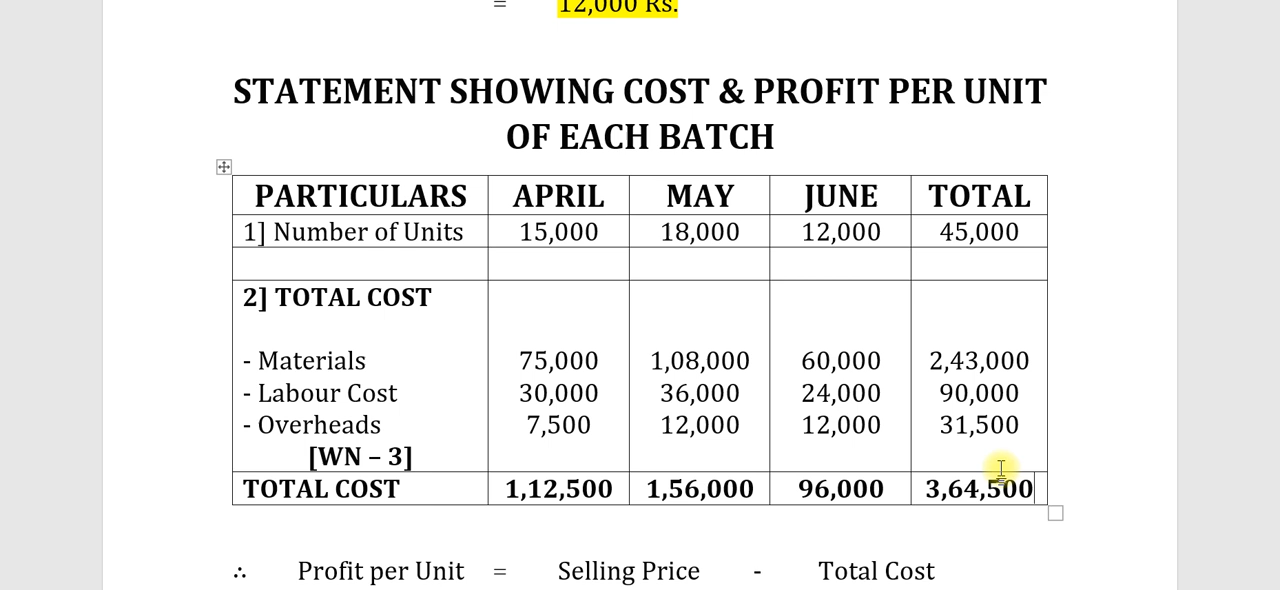 = 12,000 Rs.
STATEMENT SHOWING COST & PROFIT PER UNIT
OF EACH BATCH
PARTICULARS APRIL MAY JUNE TOTAL
1] Number of Units 15,000 18,000 12,000 45,000
2] TOTAL COST
- Materials 75,000 1,08,000 60,000 2,43,000
- Labour Cost 30,000 36,000 24,000 90,000
- Overheads 7,500 12,000 12,000 31,500
[WN – 3]
TOTAL COST 1,12,500 1,56,000 96,000 3,64,500
∴ Profit per Unit = Selling Price - Total Cost